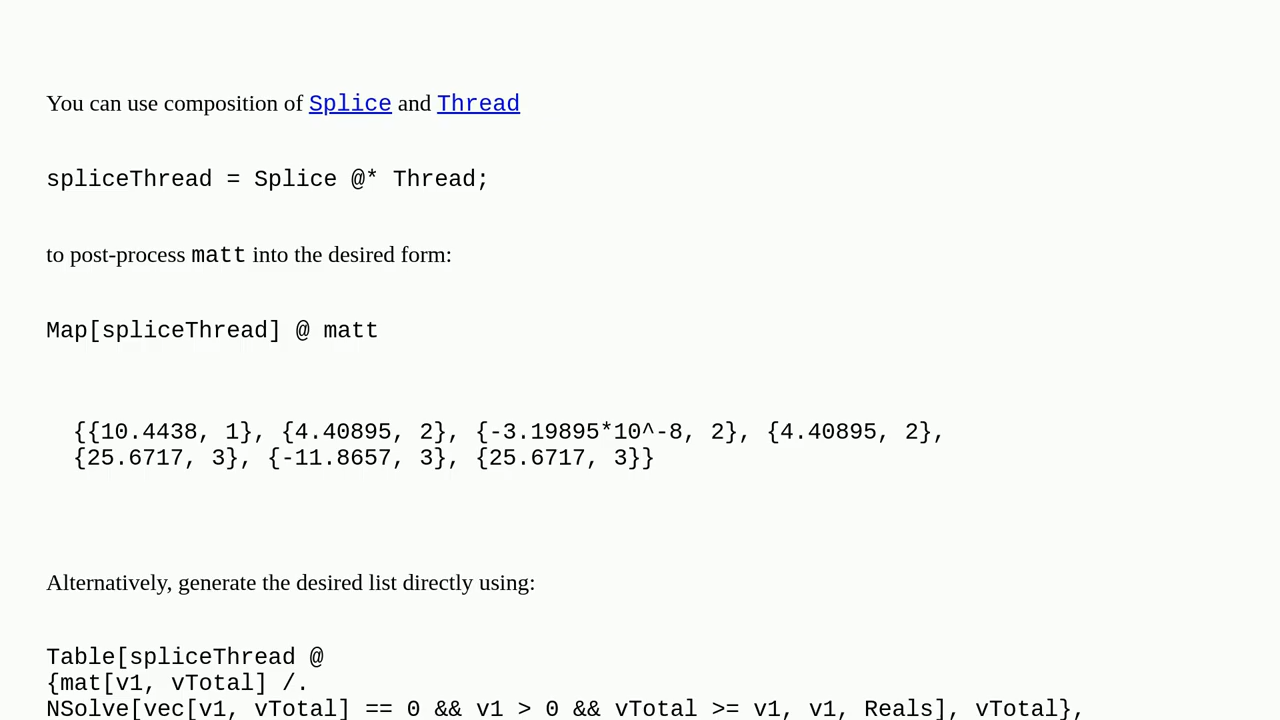 You can use composition of Splice and Thread
spliceThread = Splice @* Thread;
to post-process matt into the desired form:
Map[spliceThread] @ matt
{{10.4438, 1}, {4.40895, 2}, {-3.19895*10^-8, 2}, {4.40895, 2},
{25.6717, 3}, {-11.8657, 3}, {25.6717, 3}}
Alternatively, generate the desired list directly using:
Table[spliceThread @
{mat[v1, vTotal] /.
NSolve[vec[v1, vTotal] == 0 && v1 > 0 && vTotal >= v1, v1, Reals], vTotal},